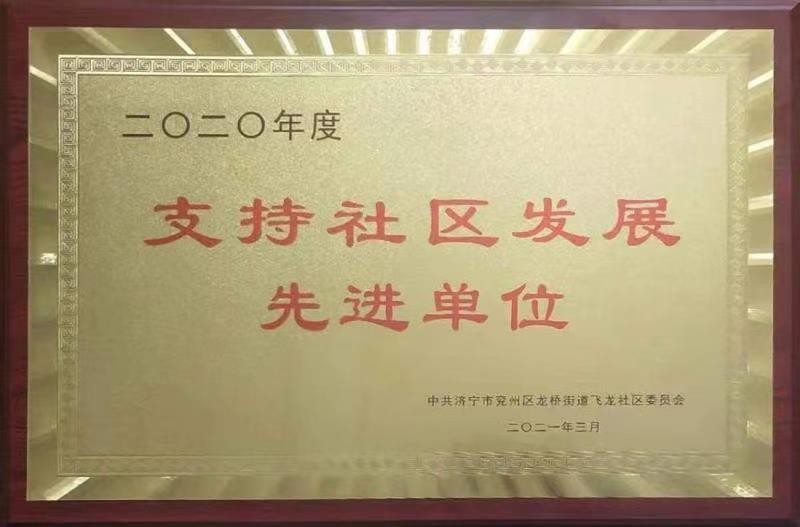 二〇二〇年度
支持社区发展
先进单位
中共济宁市兖州区龙桥街道飞龙社区委员会
二〇二一年三月